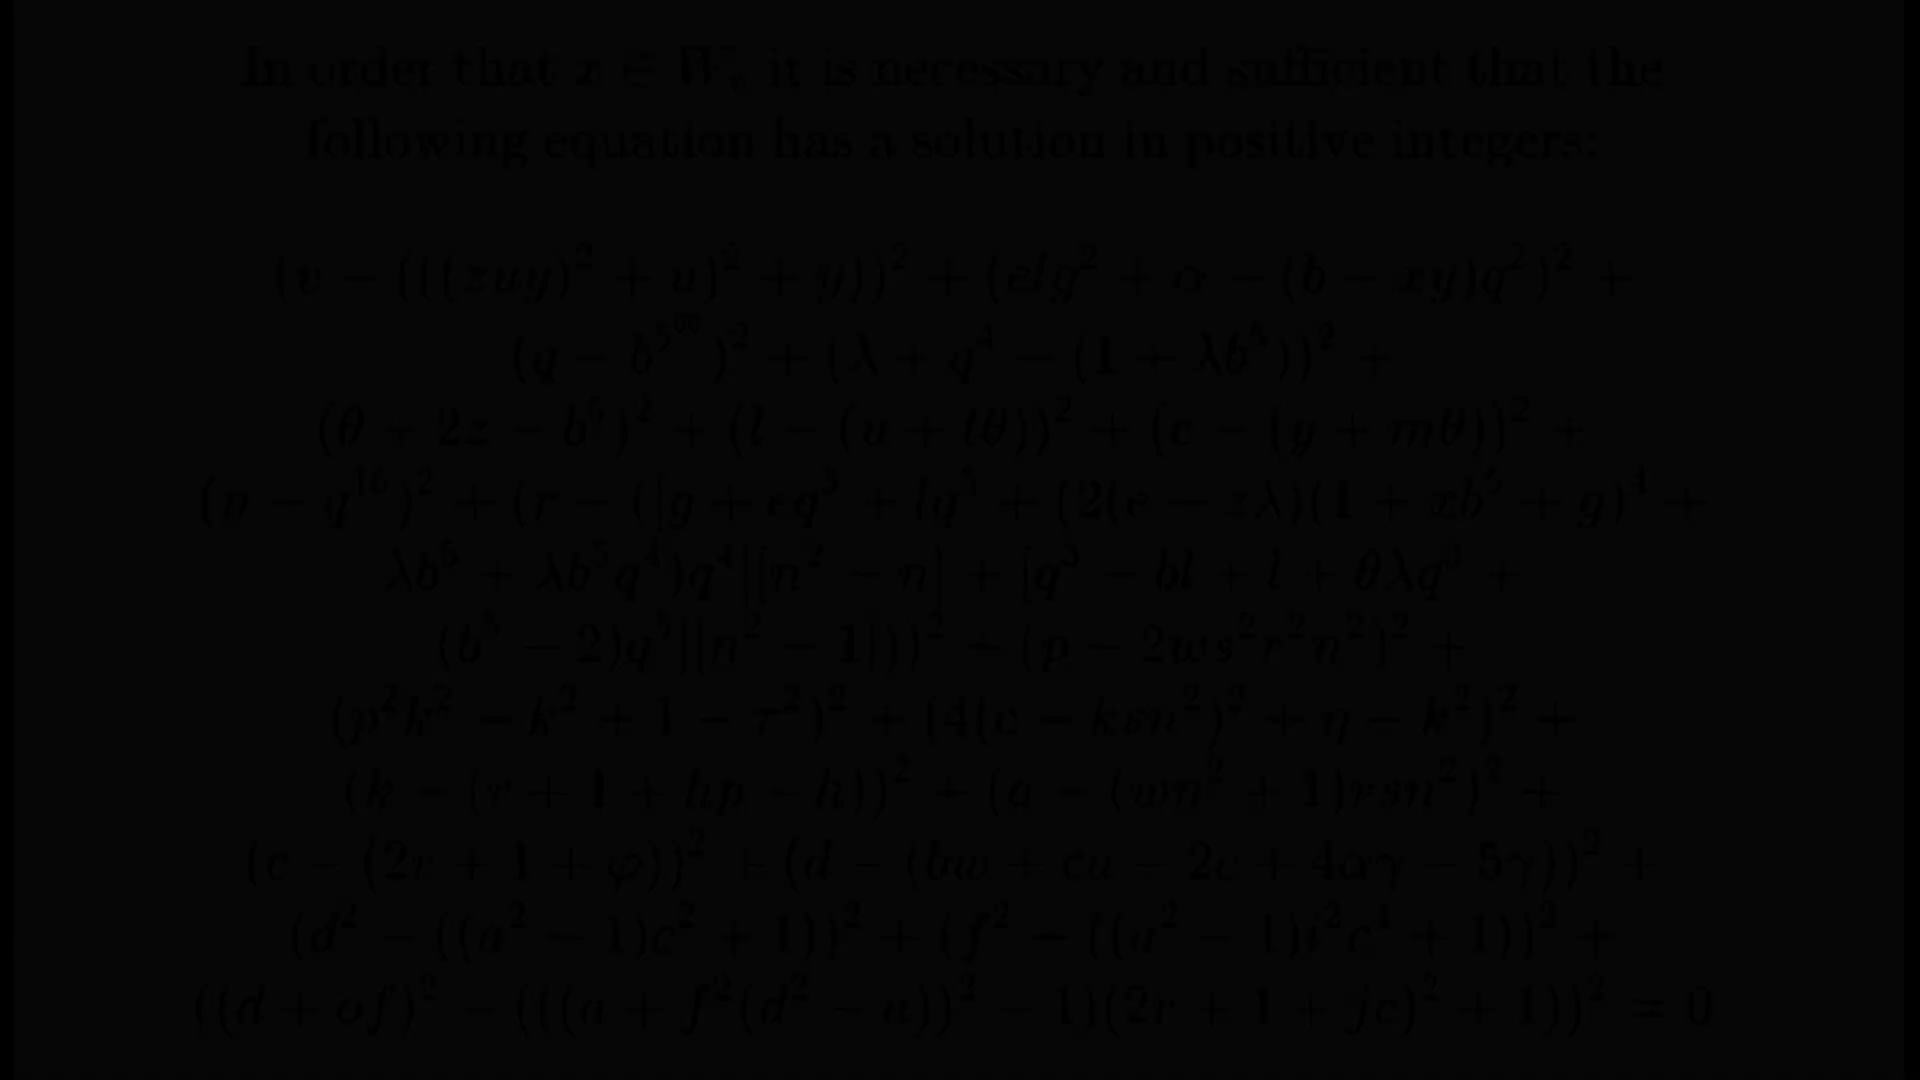 In order that x ∈ Wᵥ it is necessary and sufficient that the
following equation has a solution in positive integers:
(v − (((zuy)² + u)² + y))² + (elg² + α − (b − xy)q²)² +
(q − b⁵⁶⁰)² + (λ + q⁴ − (1 + λb⁵))² +
(θ + 2z − b⁵)² + (l − (u + tθ))² + (e − (y + mθ))² +
(n − q¹⁶)² + (r − ([g + eq³ + lq⁵ + (2(e − zλ)(1 + xb⁵ + g)⁴ +
λb⁵ + λb⁵q⁴)q⁴][n² − n] + [q³ − bl + l + θλq³ +
(b⁵ − 2)q⁵][n² − 1]))² + (p − 2ws²r²n²)² +
(p²k² − k² + 1 − τ²)² + (4(c − ksn²)² + η − k²)² +
(k − (r + 1 + hp − h))² + (a − (wn² + 1)rsn²)² +
(c − (2r + 1 + φ))² + (d − (bw + ca − 2c + 4αγ − 5γ))² +
(d² − ((a² − 1)c² + 1))² + (f² − ((a² − 1)i²c⁴ + 1))² +
((d + of)² − (((a + f²(d² − a))² − 1)(2r + 1 + jc)² + 1))² = 0